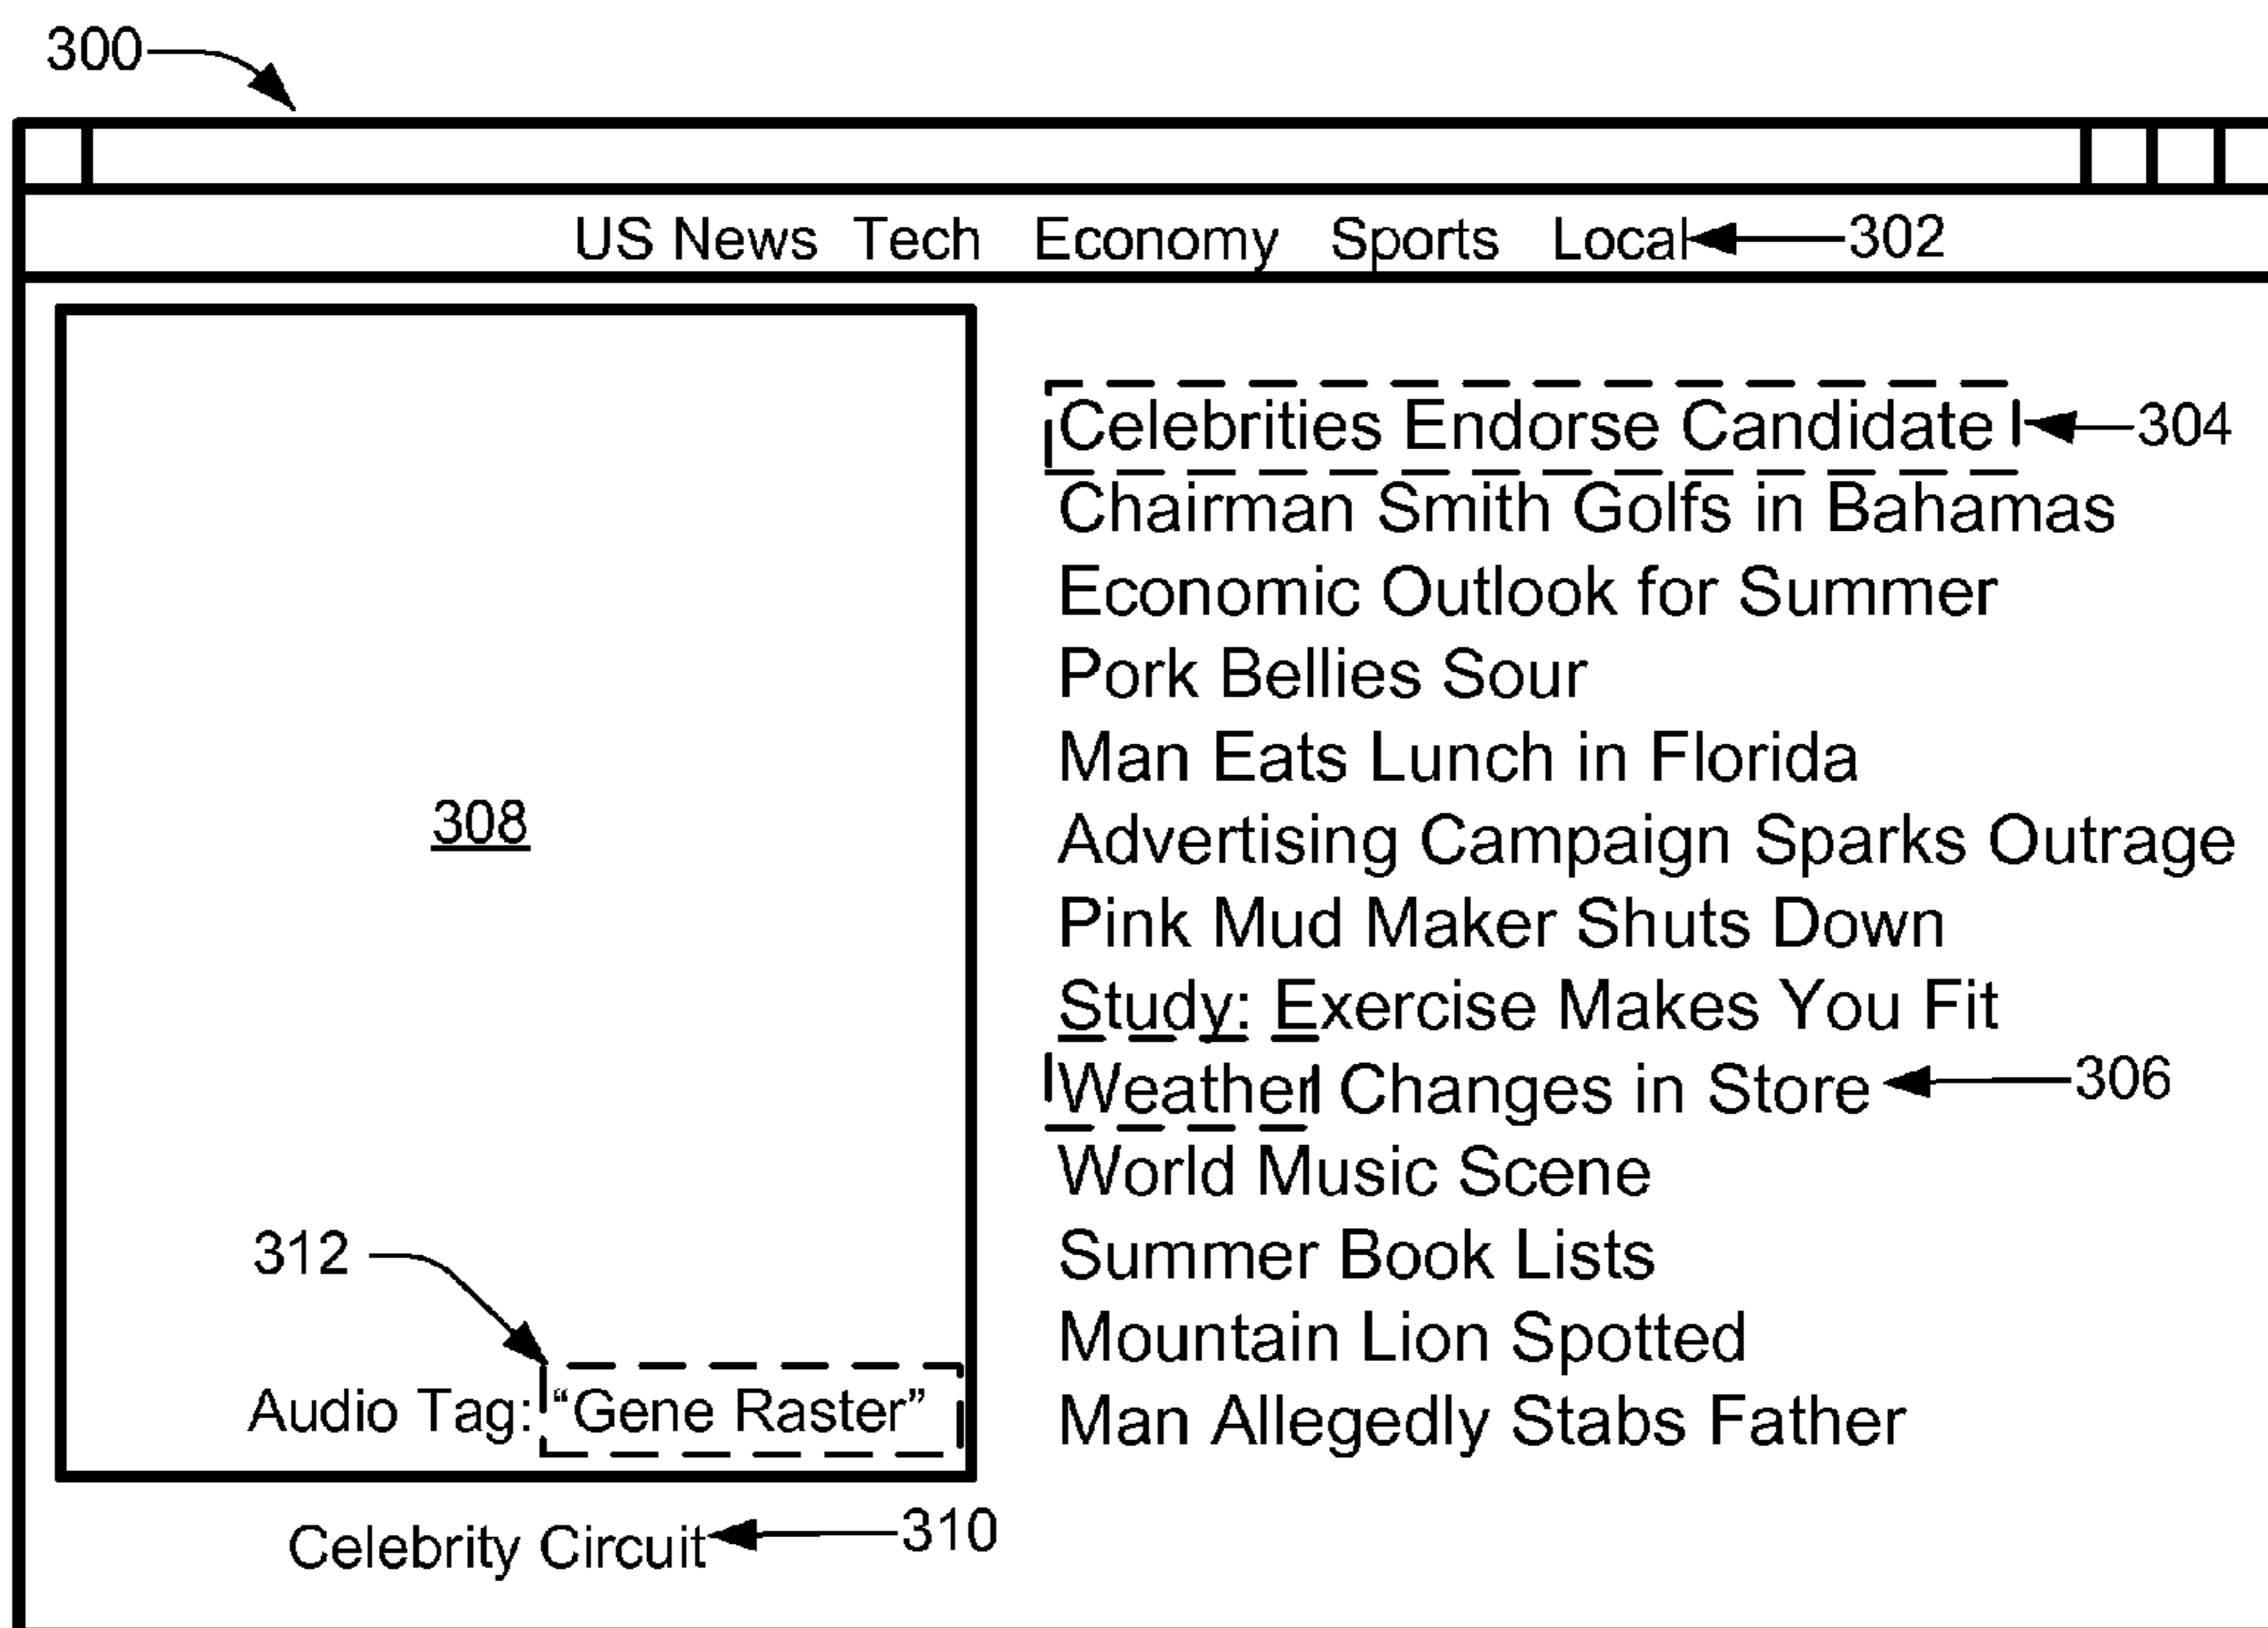 300
US News Tech Economy Sports Local 302
Celebrities Endorse Candidate 304
Chairman Smith Golfs in Bahamas
Economic Outlook for Summer
Pork Bellies Sour
Man Eats Lunch in Florida
308
Advertising Campaign Sparks Outrage
Pink Mud Maker Shuts Down
Study: Exercise Makes You Fit
Weather Changes in Store 306
World Music Scene
312
Summer Book Lists
Mountain Lion Spotted
Audio Tag: “Gene Raster”
Man Allegedly Stabs Father
Celebrity Circuit 310